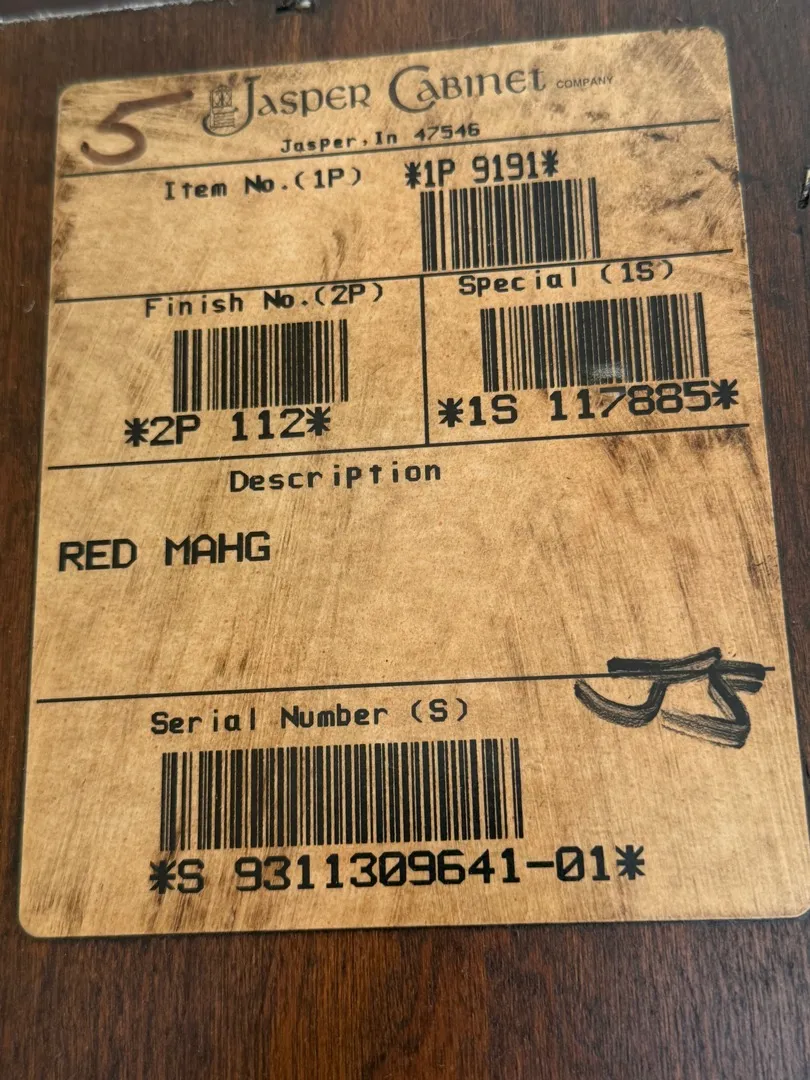 5
JASPER CABINET COMPANY
Jasper,In 47546
Item No.(1P) *1P 9191*
Finish No.(2P) Special (1S)
*2P 112* *1S 117885*
Description
RED MAHG
JS
Serial Number (S)
*S 9311309641-01*